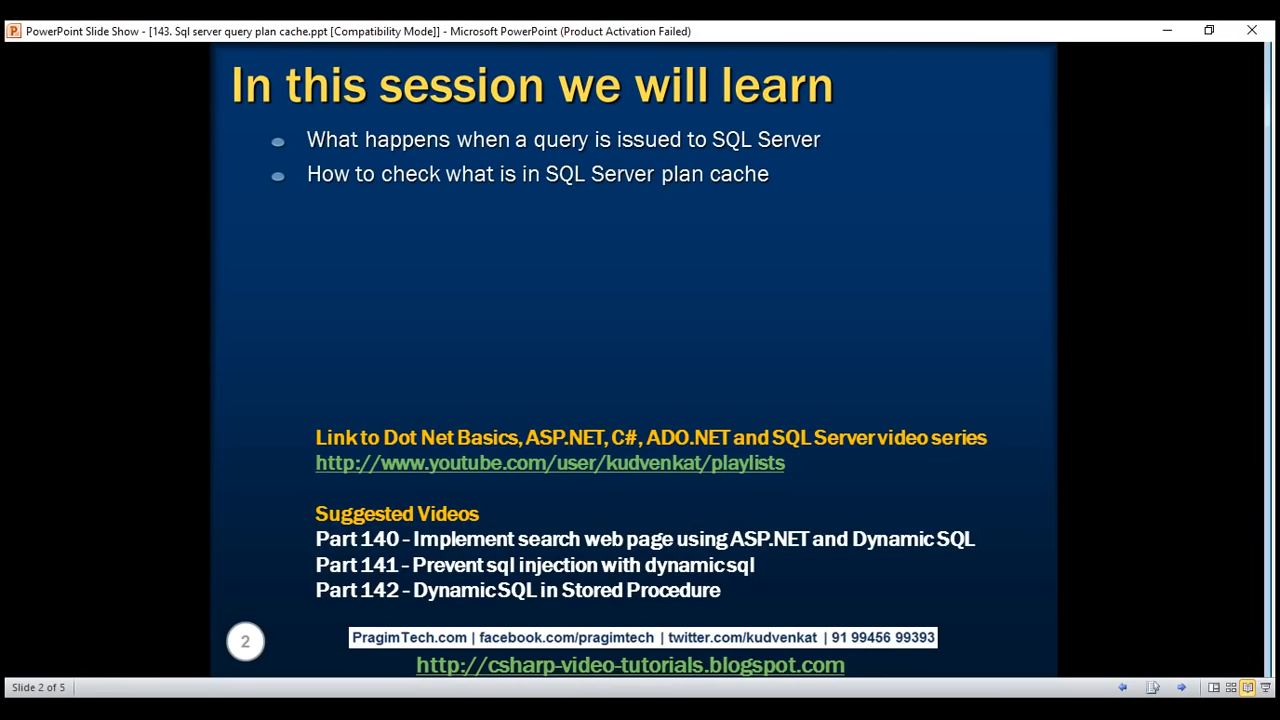 PowerPoint Slide Show - [143. Sql server query plan cache.ppt [Compatibility Mode]] - Microsoft PowerPoint (Product Activation Failed)
In this session we will learn
What happens when a query is issued to SQL Server
How to check what is in SQL Server plan cache
Link to Dot Net Basics, ASP.NET, C#, ADO.NET and SQL Server video series
http://www.youtube.com/user/kudvenkat/playlists
Suggested Videos
Part 140 - Implement search web page using ASP.NET and Dynamic SQL
Part 141 - Prevent sql injection with dynamic sql
Part 142 - Dynamic SQL in Stored Procedure
2
PragimTech.com | facebook.com/pragimtech | twitter.com/kudvenkat | 91 99456 99393
http://csharp-video-tutorials.blogspot.com
Slide 2 of 5